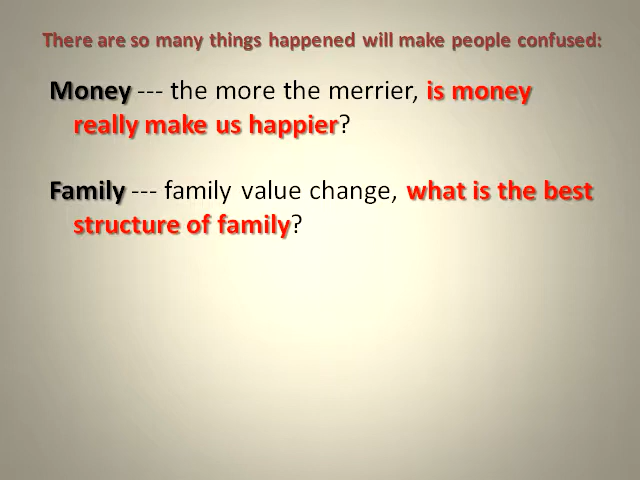 There are so many things happened will make people confused:
Money --- the more the merrier, is money
really make us happier?
Family --- family value change, what is the best
structure of family?